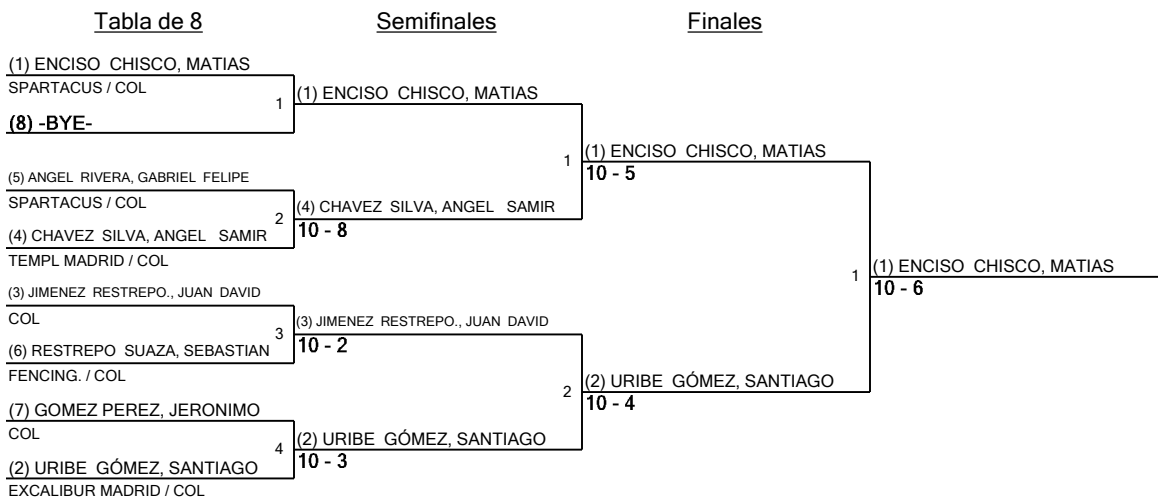 Tabla de 8
Semifinales
Finales
(1) ENCISO CHISCO, MATIAS
SPARTACUS / COL
1
(8) -BYE-
(5) ANGEL RIVERA, GABRIEL FELIPE
SPARTACUS / COL
2
(4) CHAVEZ SILVA, ANGEL SAMIR
TEMPL MADRID / COL
(3) JIMENEZ RESTREPO., JUAN DAVID
COL
3
(6) RESTREPO SUAZA, SEBASTIAN
FENCING. / COL
(7) GOMEZ PEREZ, JERONIMO
COL
4
(2) URIBE GÓMEZ, SANTIAGO
EXCALIBUR MADRID / COL
(1) ENCISO CHISCO, MATIAS
1
(4) CHAVEZ SILVA, ANGEL SAMIR
10 - 8
(3) JIMENEZ RESTREPO., JUAN DAVID
10 - 2
2
(2) URIBE GÓMEZ, SANTIAGO
10 - 3
(1) ENCISO CHISCO, MATIAS
10 - 5
1
(2) URIBE GÓMEZ, SANTIAGO
10 - 4
(1) ENCISO CHISCO, MATIAS
10 - 6